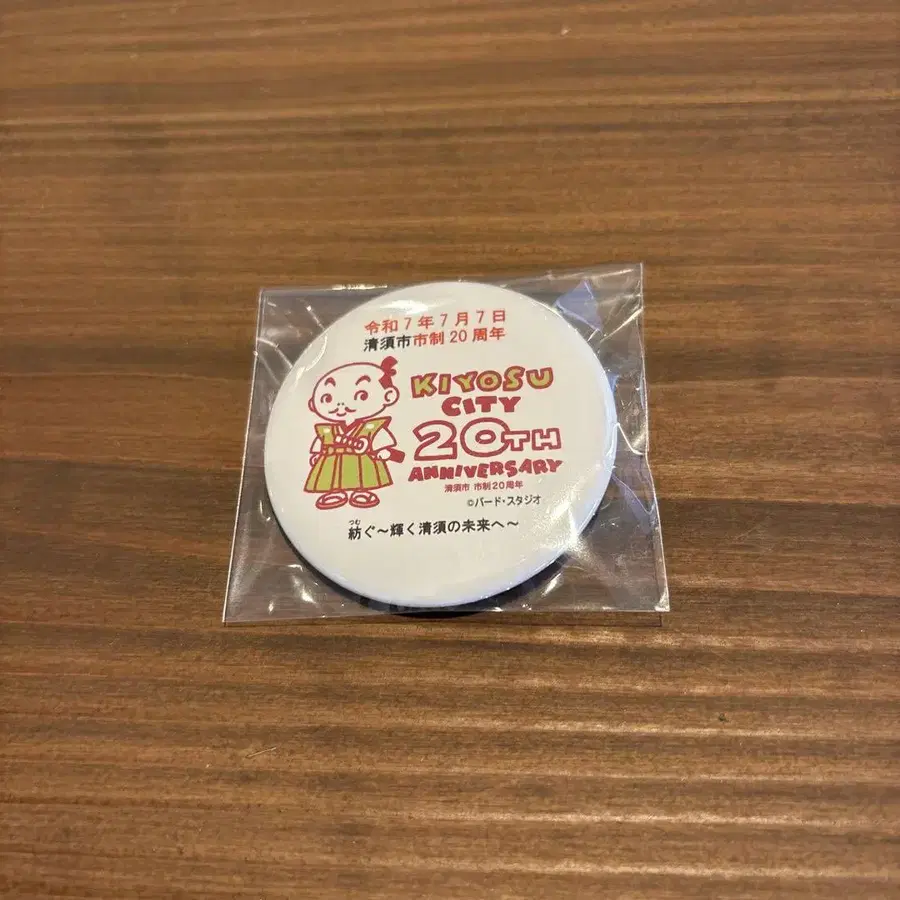 令和7年7月7日
清須市市制20周年
KIYOSU
CITY
20TH
ANNIVERSARY
清須市 市制20周年
©バード・スタジオ
つむ
紡ぐ～輝く清須の未来へ～